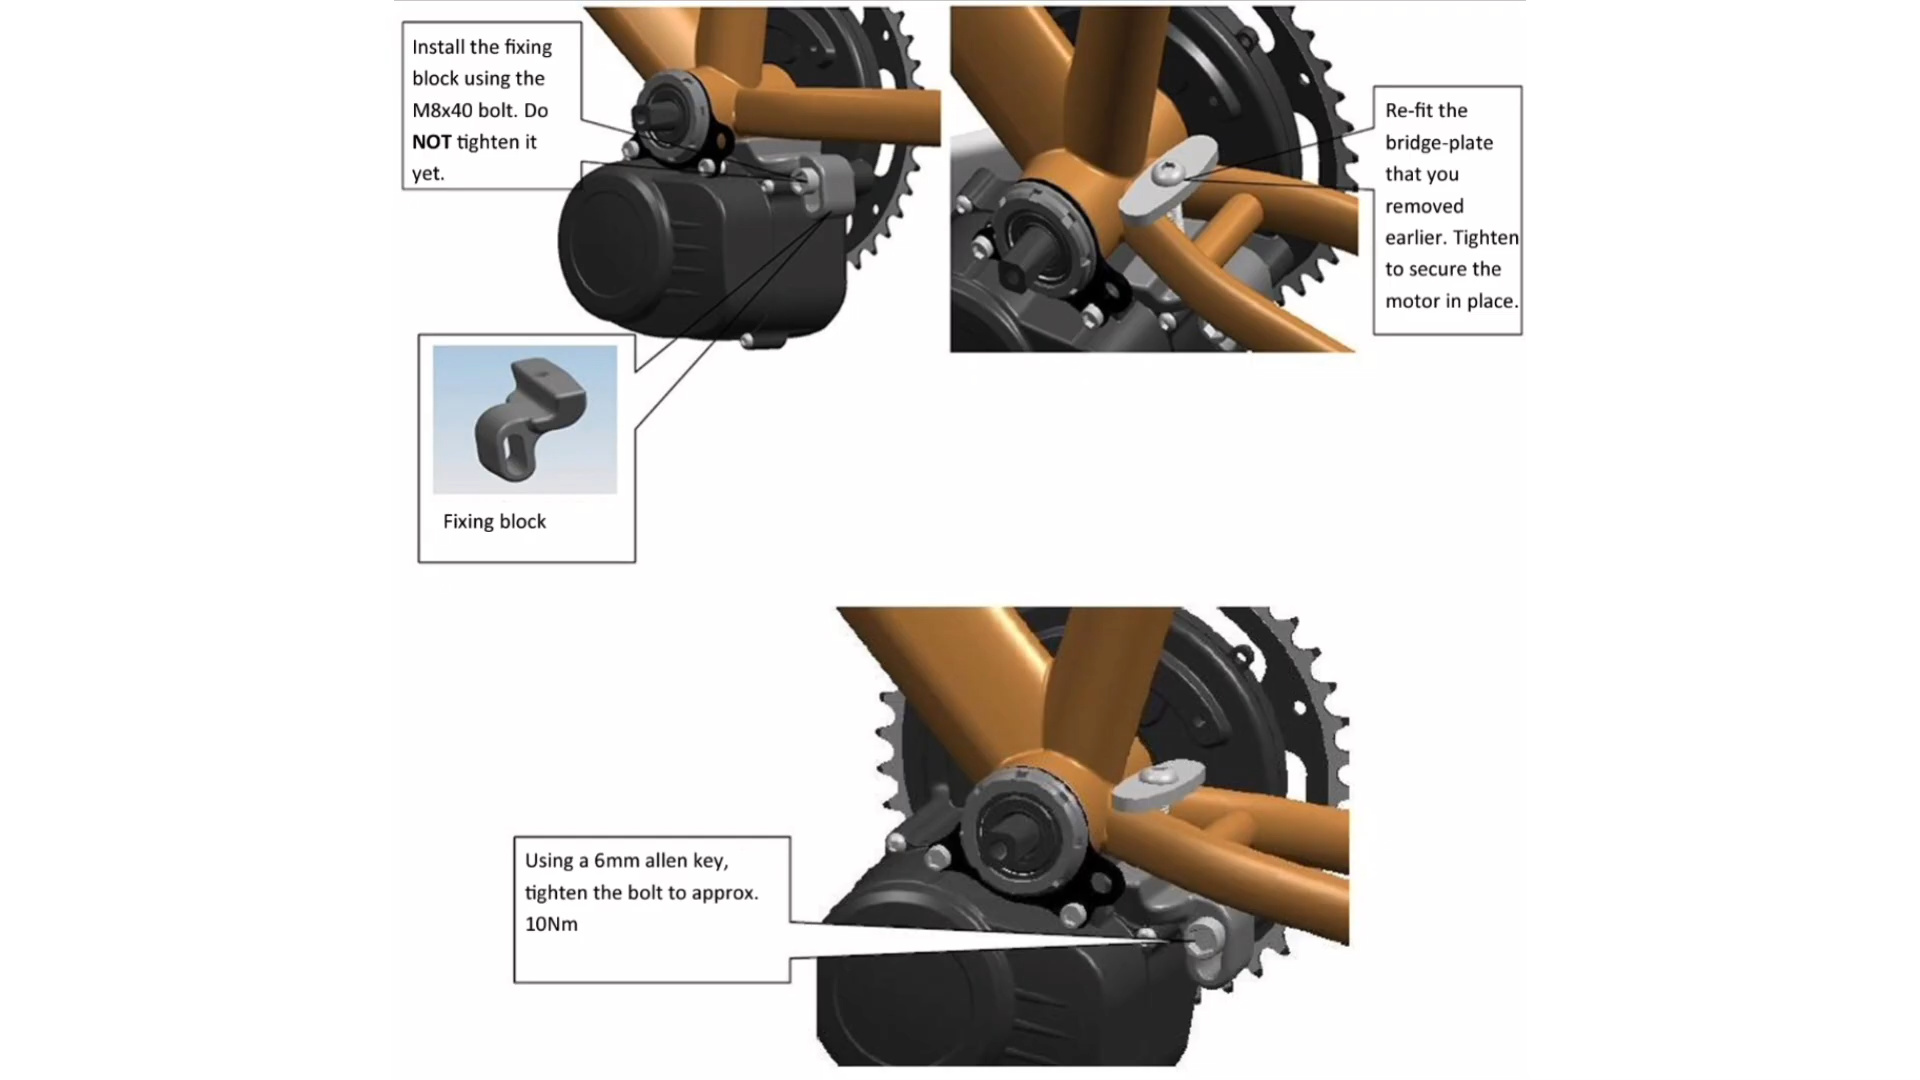 Install the fixing
block using the
M8x40 bolt. Do
NOT tighten it
yet.
Re-fit the
bridge-plate
that you
removed
earlier. Tighten
to secure the
motor in place.
Fixing block
Using a 6mm allen key,
tighten the bolt to approx.
10Nm